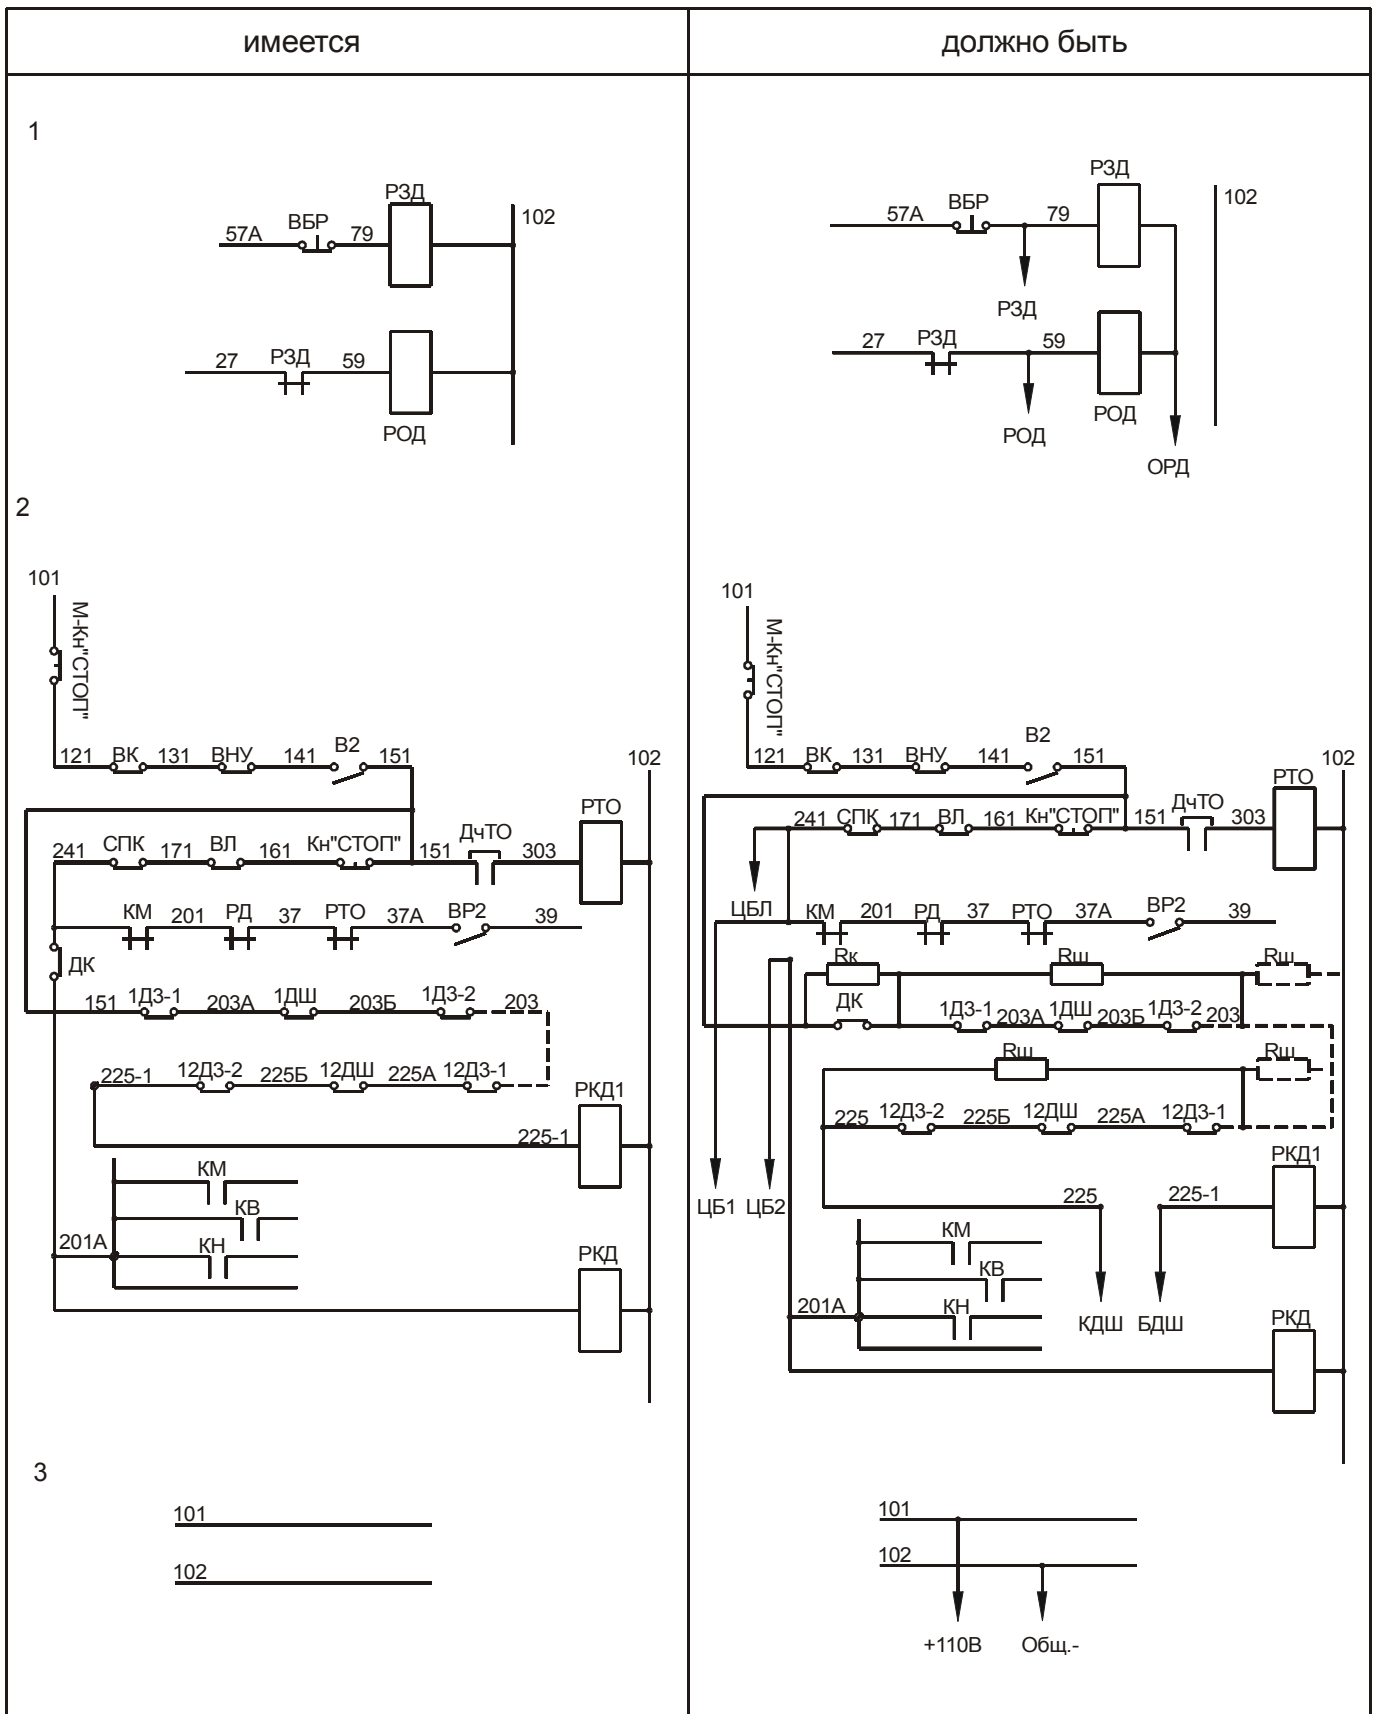 имеется
должно быть
1
РЗД
ВБР
102
57А
79
27
РЗД
59
РОД
РЗД
102
ВБР
57А
79
РЗД
27
РЗД
59
РОД
РОД
ОРД
2
101
М-Кн"СТОП"
121
ВК
131
ВНУ
141
В2
151
102
РТО
241
СПК
171
ВЛ
161
Кн"СТОП"
151
ДчТО
303
КМ
201
РД
37
РТО
37А
ВР2
39
ДК
151
1ДЗ-1
203А
1ДШ
203Б
1ДЗ-2
203
225-1
12ДЗ-2
225Б
12ДШ
225А
12ДЗ-1
РКД1
225-1
КМ
КВ
201А
КН
РКД
101
М-Кн"СТОП"
121
ВК
131
ВНУ
141
В2
151
102
РТО
241
СПК
171
ВЛ
161
Кн"СТОП"
151
ДчТО
303
ЦБЛ
КМ
201
РД
37
РТО
37А
ВР2
39
Rк
Rш
Rш
ДК
1ДЗ-1
203А
1ДШ
203Б
1ДЗ-2
203
Rш
Rш
225
12ДЗ-2
225Б
12ДШ
225А
12ДЗ-1
РКД1
ЦБ1
ЦБ2
225
225-1
КМ
КВ
201А
КН
КДШ
БДШ
РКД
3
101
102
101
102
+110В
Общ.-